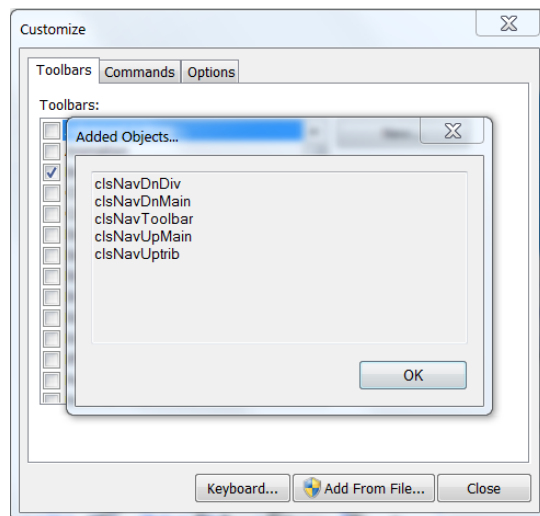 Customize
Toolbars Commands Options
Toolbars:
Added Objects...
clsNavDnDiv
clsNavDnMain
clsNavToolbar
clsNavUpMain
clsNavUptrib
OK
Keyboard... Add From File... Close